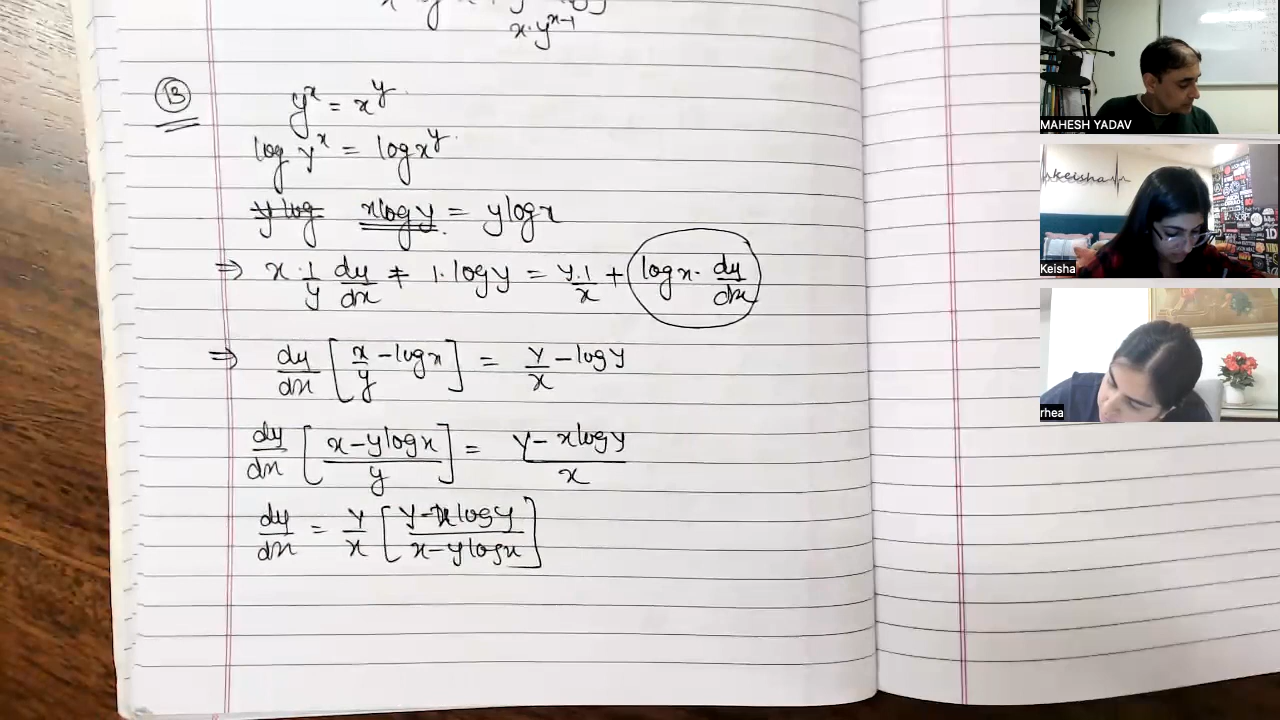 x·y^(x-1)
(13)
y^x = x^y
log y^x = log x^y
y log x log y = y log x
⇒ x·1/y dy/dx + 1·log y = y·1/x + log x· dy/dx
⇒ dy/dx [x/y - log x] = y/x - log y
dy/dx [(x - y log x)/y] = (y - x log y)/x
dy/dx = y/x [(y - x log y)/(x - y log x)]
MAHESH YADAV
keisha
Keisha
rhea